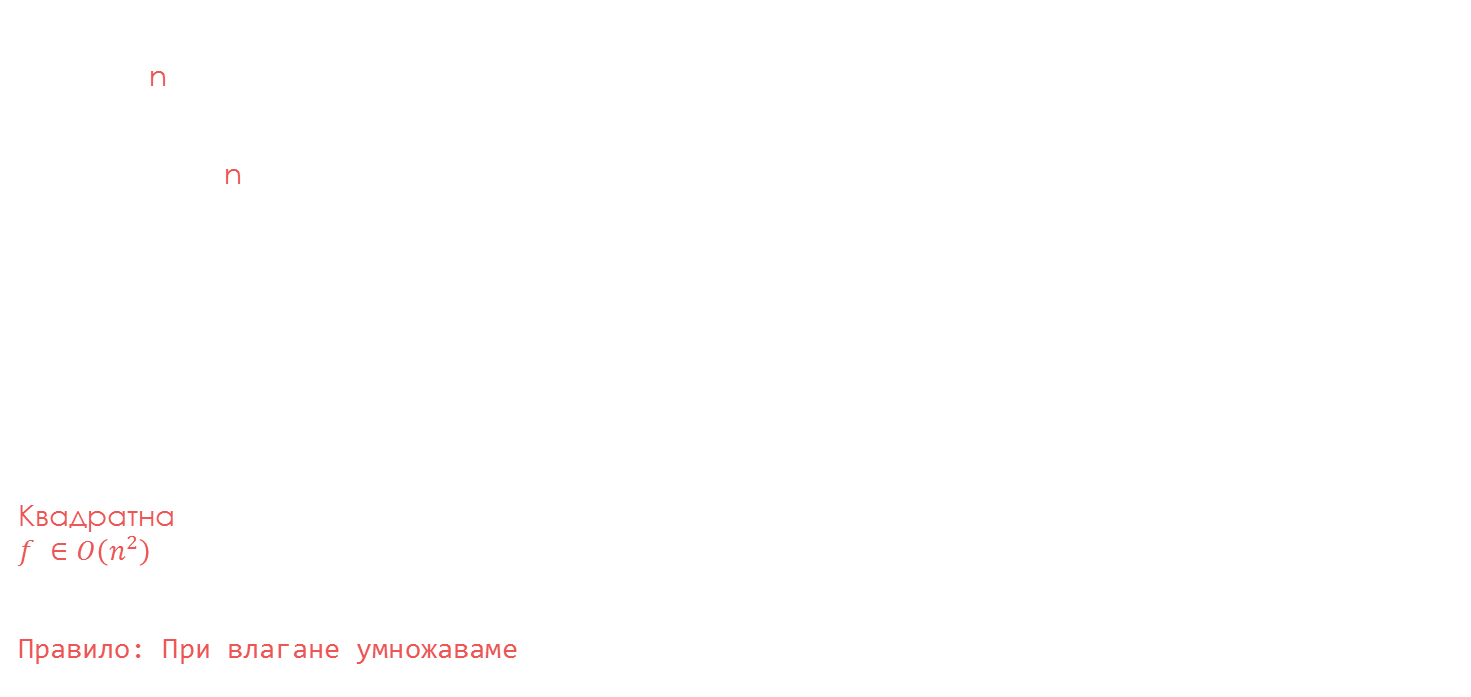 n
n
Квадратна
f ∈ O(n²)
Правило: При влагане умножаваме